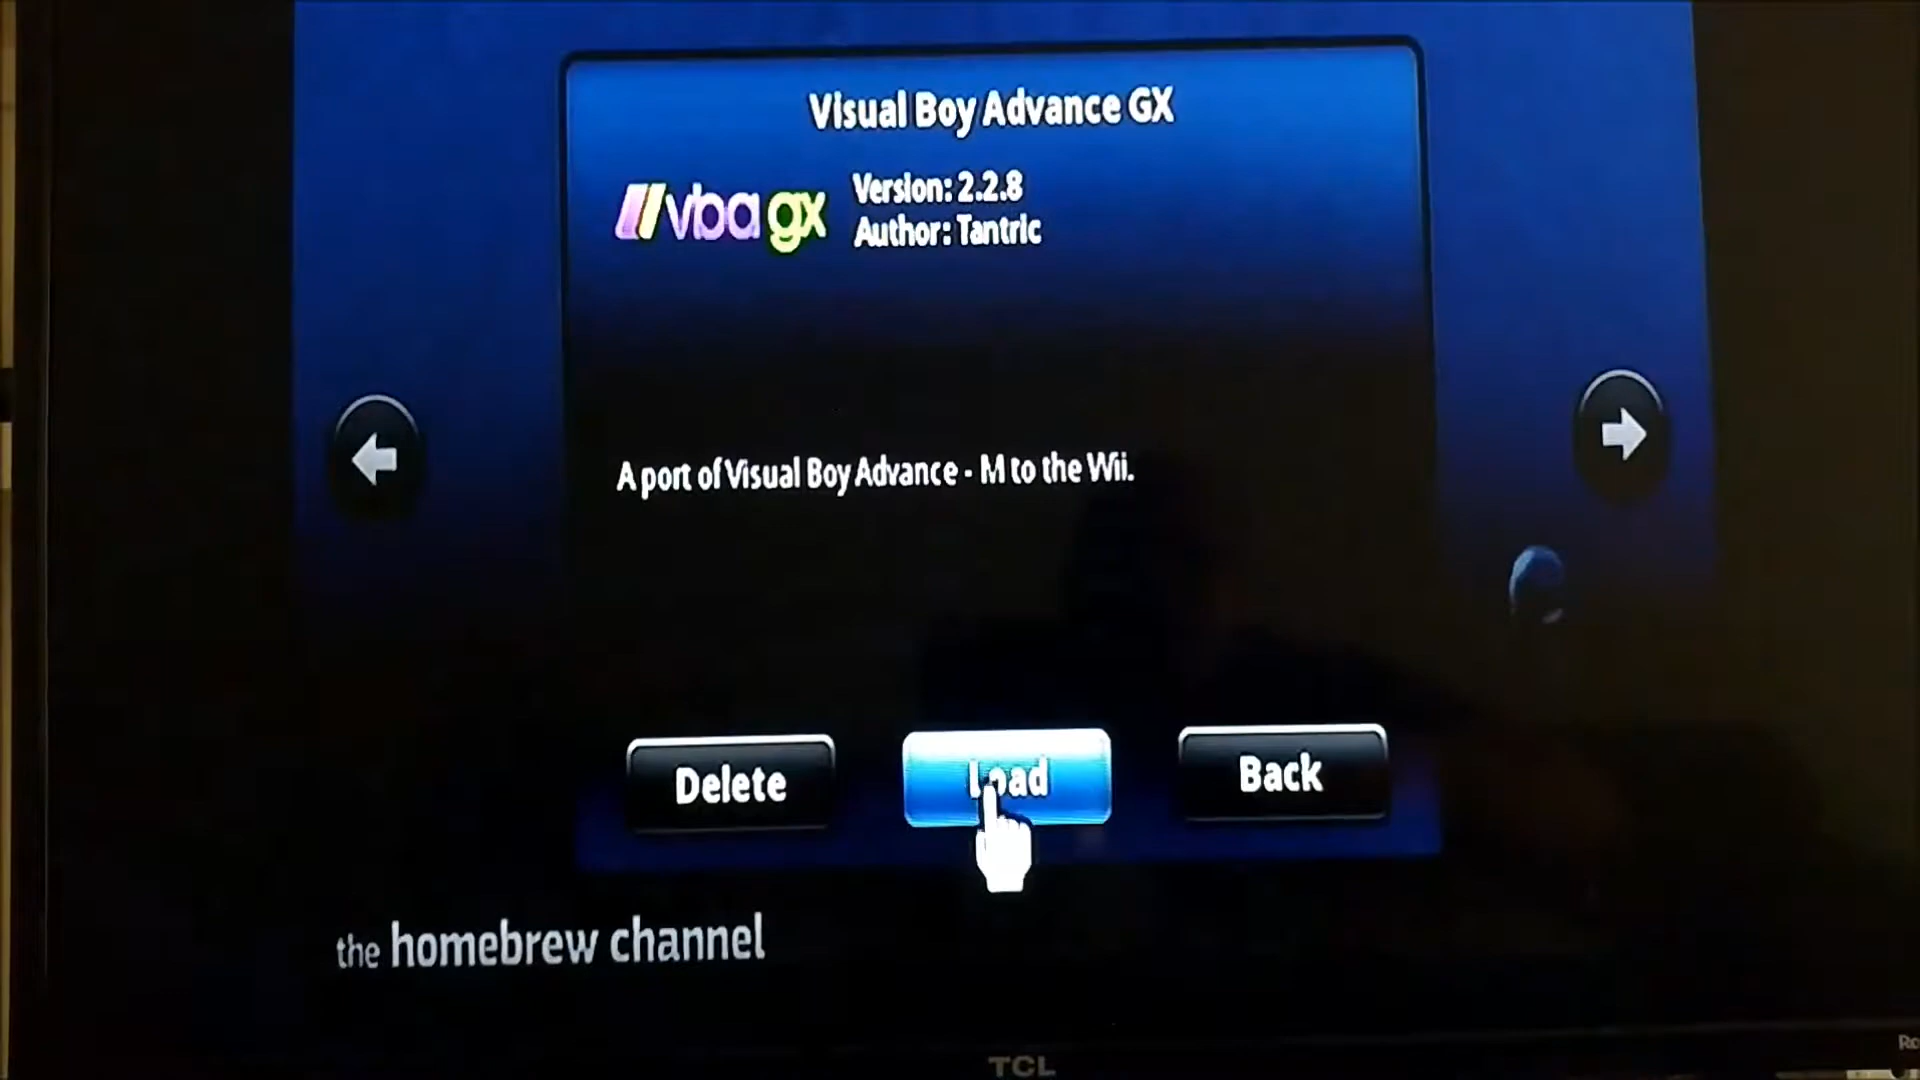 Visual Boy Advance GX
vba gx
Version: 2.2.8
Author: Tantric
A port of Visual Boy Advance - M to the Wii.
Delete
Load
Back
the homebrew channel
TCL